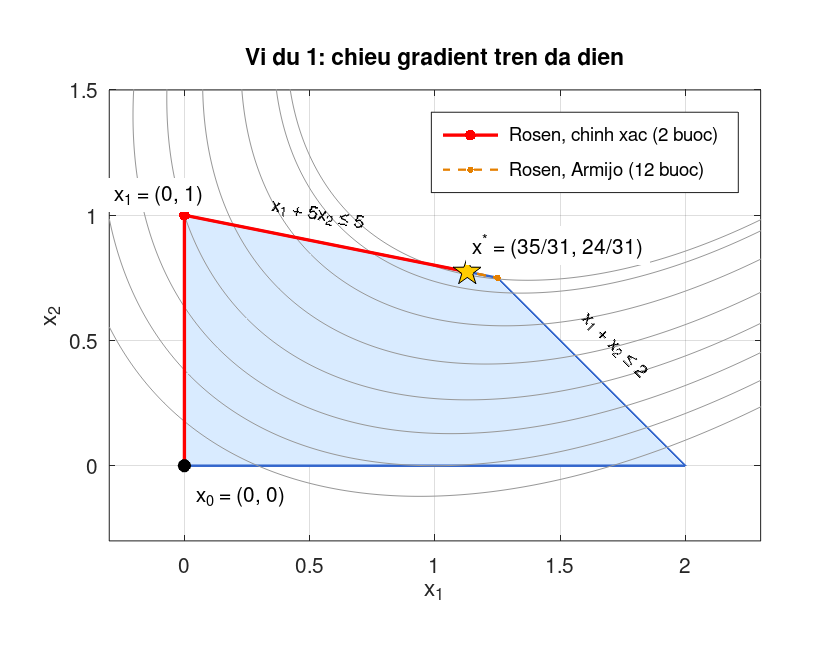 Vi du 1: chieu gradient tren da dien
1.5
Rosen, chinh xac (2 buoc)
Rosen, Armijo (12 buoc)
x₁ = (0, 1)
x₁ + 5x₂ ≤ 5
1
x* = (35/31, 24/31)
x₁ + x₂ ≤ 2
x₂
0.5
0
x₀ = (0, 0)
0 0.5 1 1.5 2
x₁